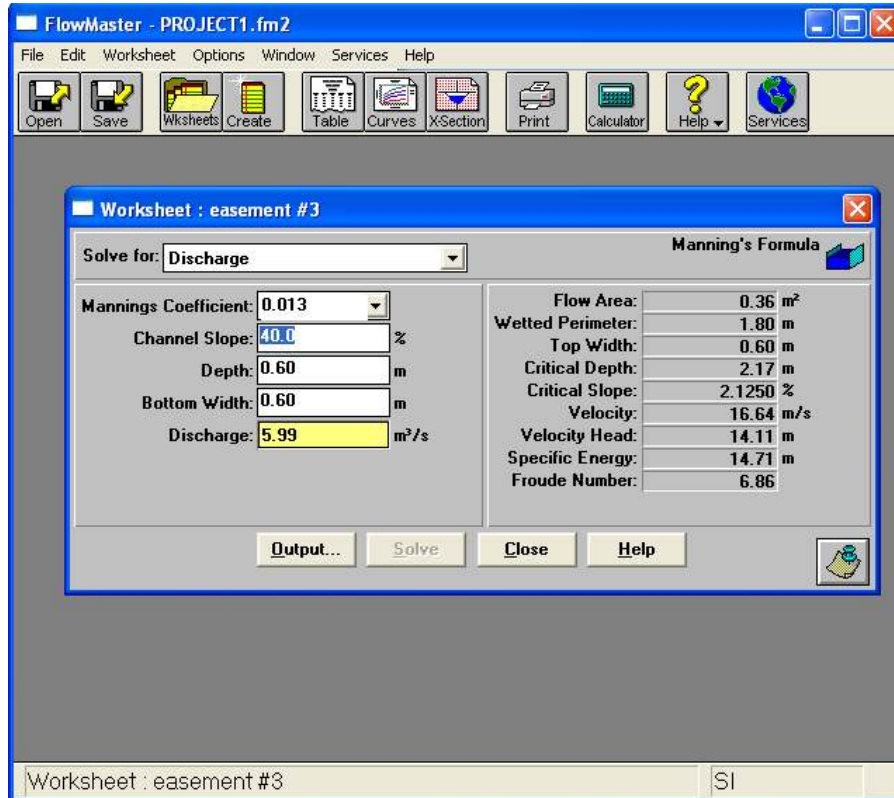 FlowMaster - PROJECT1.fm2
File Edit Worksheet Options Window Services Help
Open Save Wksheets Create Table Curves X-Section Print Calculator Help Services
Worksheet : easement #3
Solve for: Discharge
Manning's Formula
Mannings Coefficient: 0.013
Channel Slope: 40.0 %
Depth: 0.60 m
Bottom Width: 0.60 m
Discharge: 5.99 m³/s
Flow Area: 0.36 m²
Wetted Perimeter: 1.80 m
Top Width: 0.60 m
Critical Depth: 2.17 m
Critical Slope: 2.1250 %
Velocity: 16.64 m/s
Velocity Head: 14.11 m
Specific Energy: 14.71 m
Froude Number: 6.86
Output... Solve Close Help
Worksheet : easement #3 SI